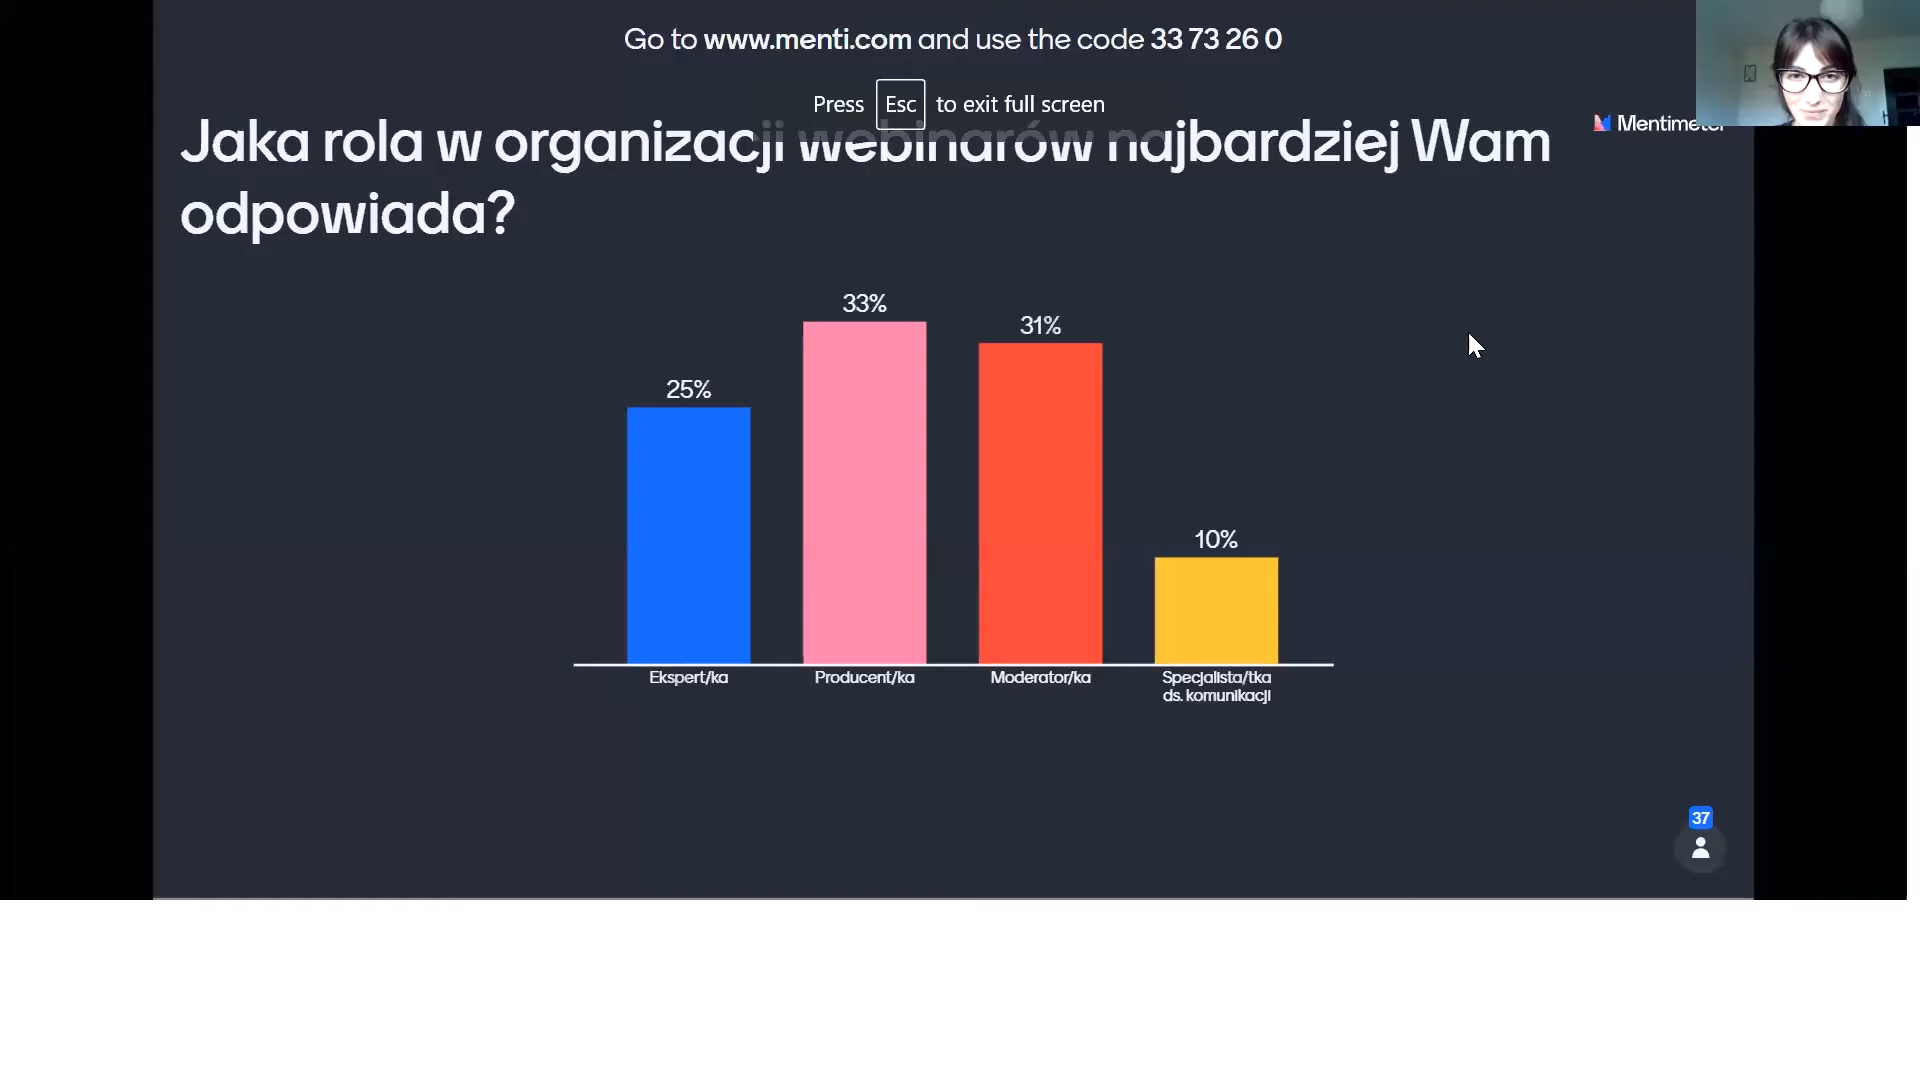 Go to www.menti.com and use the code 33 73 26 0
Press Esc to exit full screen
Jaka rola w organizacji webinarów najbardziej Wam
odpowiada?
Mentimeter
33%
31%
25%
10%
Ekspert/ka
Producent/ka
Moderator/ka
Specjalista/tka
ds. komunikacji
37